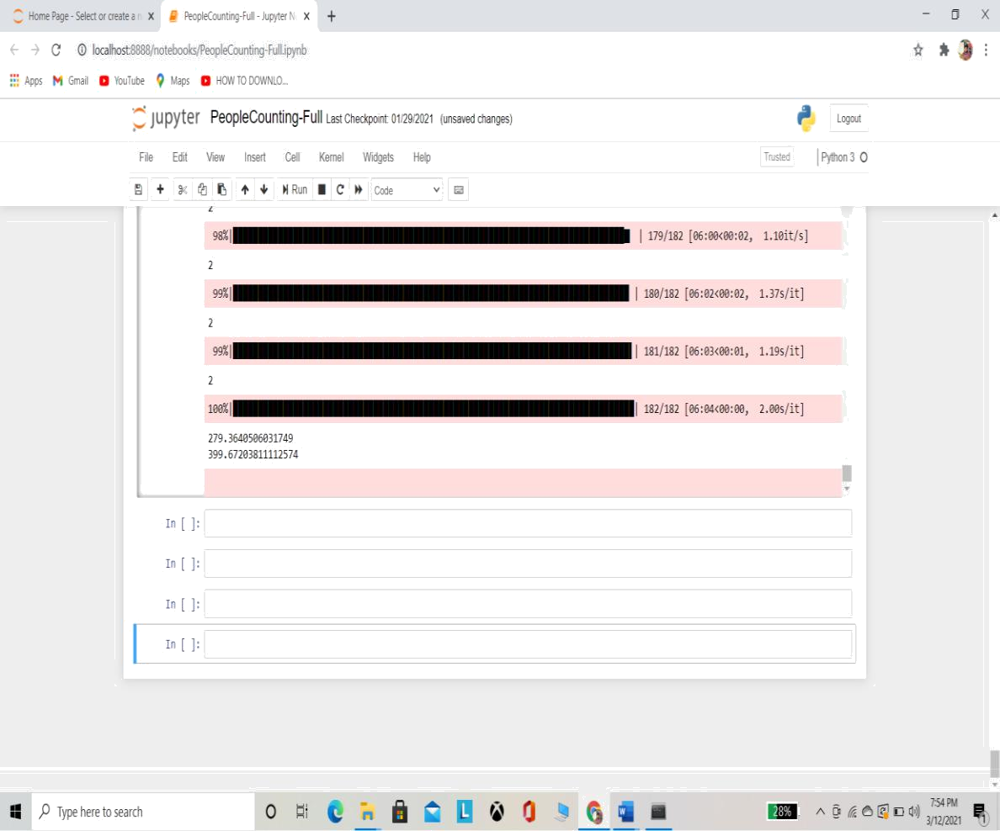 Home Page - Select or create a n
PeopleCounting-Full - Jupyter N
localhost:8888/notebooks/PeopleCounting-Full.ipynb
Apps Gmail YouTube Maps HOW TO DOWNLO...
jupyter PeopleCounting-Full Last Checkpoint: 01/29/2021 (unsaved changes) Logout
File Edit View Insert Cell Kernel Widgets Help Trusted Python 3
Run Code
2
98%| | 179/182 [06:00<00:02, 1.10it/s]
2
99%| | 180/182 [06:02<00:02, 1.37s/it]
2
99%| | 181/182 [06:03<00:01, 1.19s/it]
2
100%| | 182/182 [06:04<00:00, 2.00s/it]
279.3640506031749
399.67203811112574
In [ ]:
In [ ]:
In [ ]:
In [ ]:
Type here to search
28%
7:54 PM
3/12/2021
1